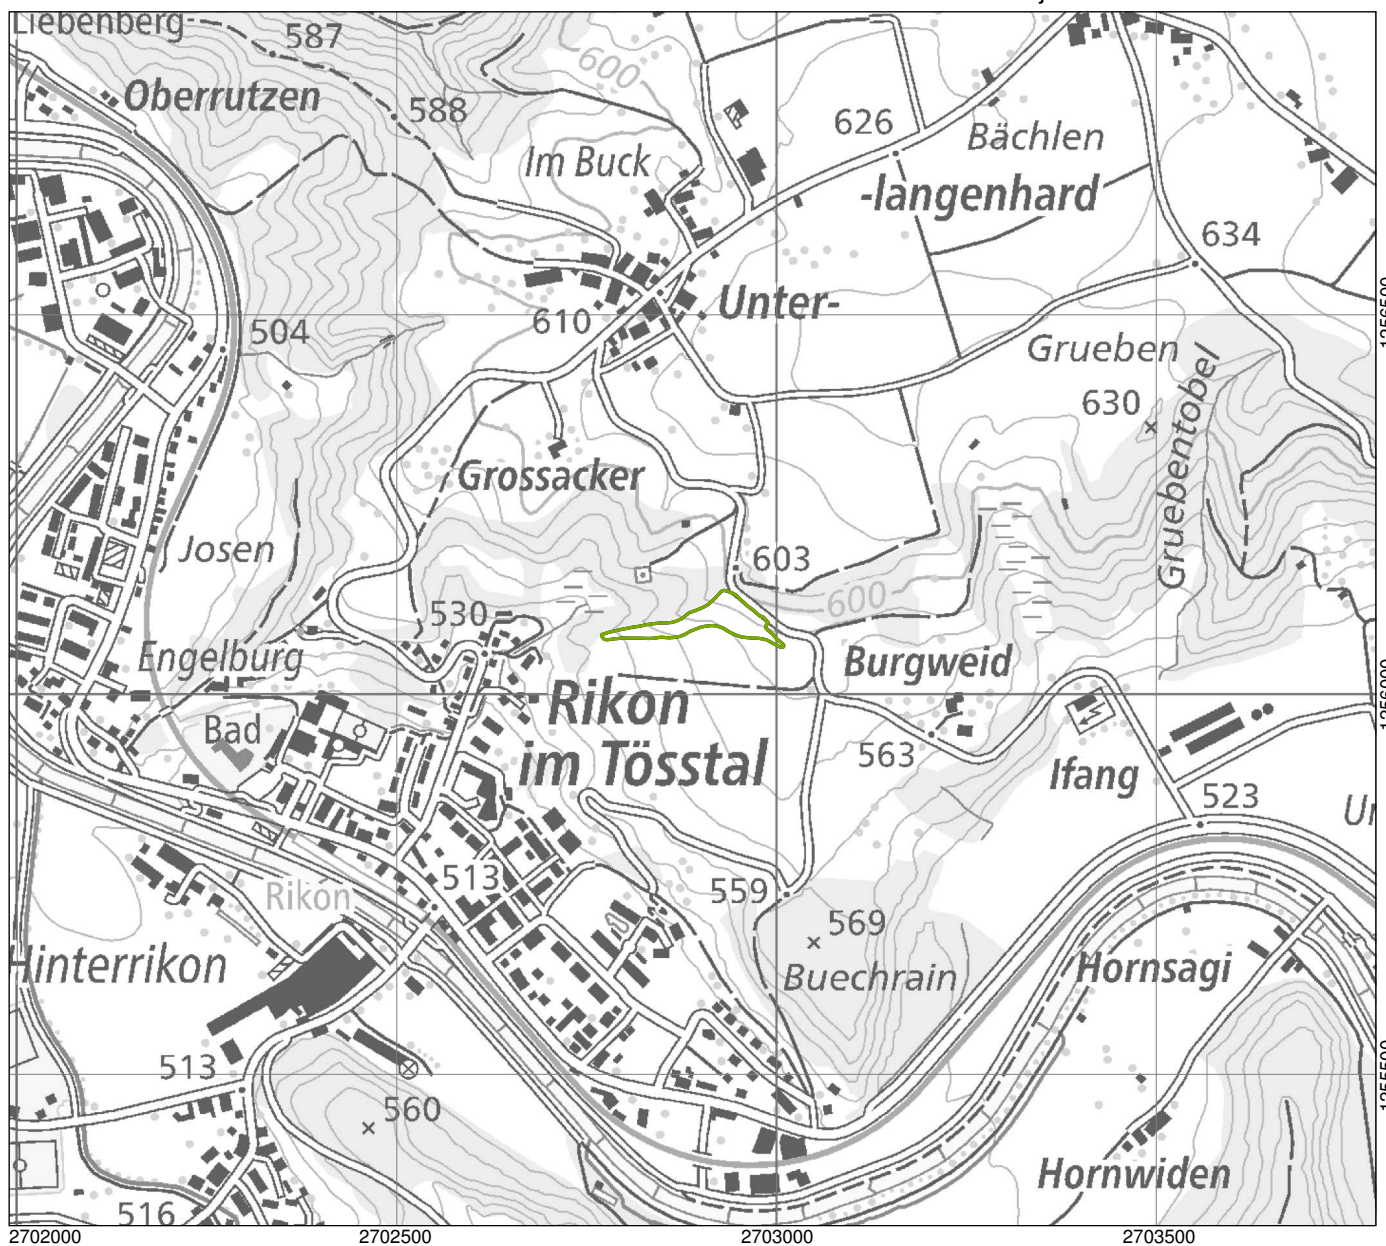 Liebenberg-
587
600
Oberrutzen
588
626
Bächlen
Im Buck
-langenhard
634
Unter-
610
504
Grueben
630
Gruebentobel
Grossacker
Josen
603
600
530
Engelburg
Burgweid
Rikon
im Tösstal
Bad
563
Ifang
523
513
559
569
Rikon
Hinterrikon
Buechrain
Hornsagi
513
560
Hornwiden
516
2702000
2702500
2703000
2703500